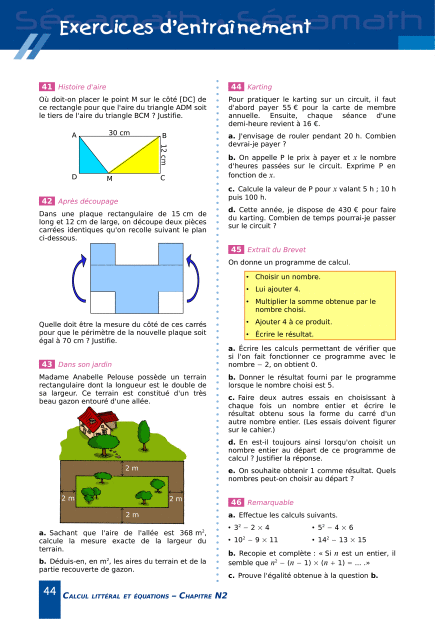 Sésamath
Sésamath
Exercices d'entraînement
41 Histoire d'aire
Où doit-on placer le point M sur le côté [DC] de
ce rectangle pour que l'aire du triangle ADM soit
le tiers de l'aire du triangle BCM ? Justifie.
30 cm
A
B
12 cm
D
M
C
42 Après découpage
Dans une plaque rectangulaire de 15 cm de
long et 12 cm de large, on découpe deux pièces
carrées identiques qu'on recolle suivant le plan
ci-dessous.
Quelle doit être la mesure du côté de ces carrés
pour que le périmètre de la nouvelle plaque soit
égal à 70 cm ? Justifie.
43 Dans son jardin
Madame Anabelle Pelouse possède un terrain
rectangulaire dont la longueur est le double de
sa largeur. Ce terrain est constitué d'un très
beau gazon entouré d'une allée.
2 m
2 m
2 m
2 m
a. Sachant que l'aire de l'allée est 368 m²,
calcule la mesure exacte de la largeur du
terrain.
b. Déduis-en, en m², les aires du terrain et de la
partie recouverte de gazon.
44 Karting
Pour pratiquer le karting sur un circuit, il faut
d'abord payer 55 € pour la carte de membre
annuelle. Ensuite, chaque séance d'une
demi-heure revient à 16 €.
a. J'envisage de rouler pendant 20 h. Combien
devrai-je payer ?
b. On appelle P le prix à payer et x le nombre
d'heures passées sur le circuit. Exprime P en
fonction de x.
c. Calcule la valeur de P pour x valant 5 h ; 10 h
puis 100 h.
d. Cette année, je dispose de 430 € pour faire
du karting. Combien de temps pourrai-je passer
sur le circuit ?
45 Extrait du Brevet
On donne un programme de calcul.
• Choisir un nombre.
• Lui ajouter 4.
• Multiplier la somme obtenue par le
nombre choisi.
• Ajouter 4 à ce produit.
• Écrire le résultat.
a. Écrire les calculs permettant de vérifier que
si l'on fait fonctionner ce programme avec le
nombre − 2, on obtient 0.
b. Donner le résultat fourni par le programme
lorsque le nombre choisi est 5.
c. Faire deux autres essais en choisissant à
chaque fois un nombre entier et écrire le
résultat obtenu sous la forme du carré d'un
autre nombre entier. (Les essais doivent figurer
sur le cahier.)
d. En est-il toujours ainsi lorsqu'on choisit un
nombre entier au départ de ce programme de
calcul ? Justifier la réponse.
e. On souhaite obtenir 1 comme résultat. Quels
nombres peut-on choisir au départ ?
46 Remarquable
a. Effectue les calculs suivants.
• 3² − 2 × 4
• 5² − 4 × 6
• 10² − 9 × 11
• 14² − 13 × 15
b. Recopie et complète : « Si n est un entier, il
semble que n² − (n − 1) × (n + 1) = ... .»
c. Prouve l'égalité obtenue à la question b.
44 CALCUL LITTÉRAL ET ÉQUATIONS – CHAPITRE N2